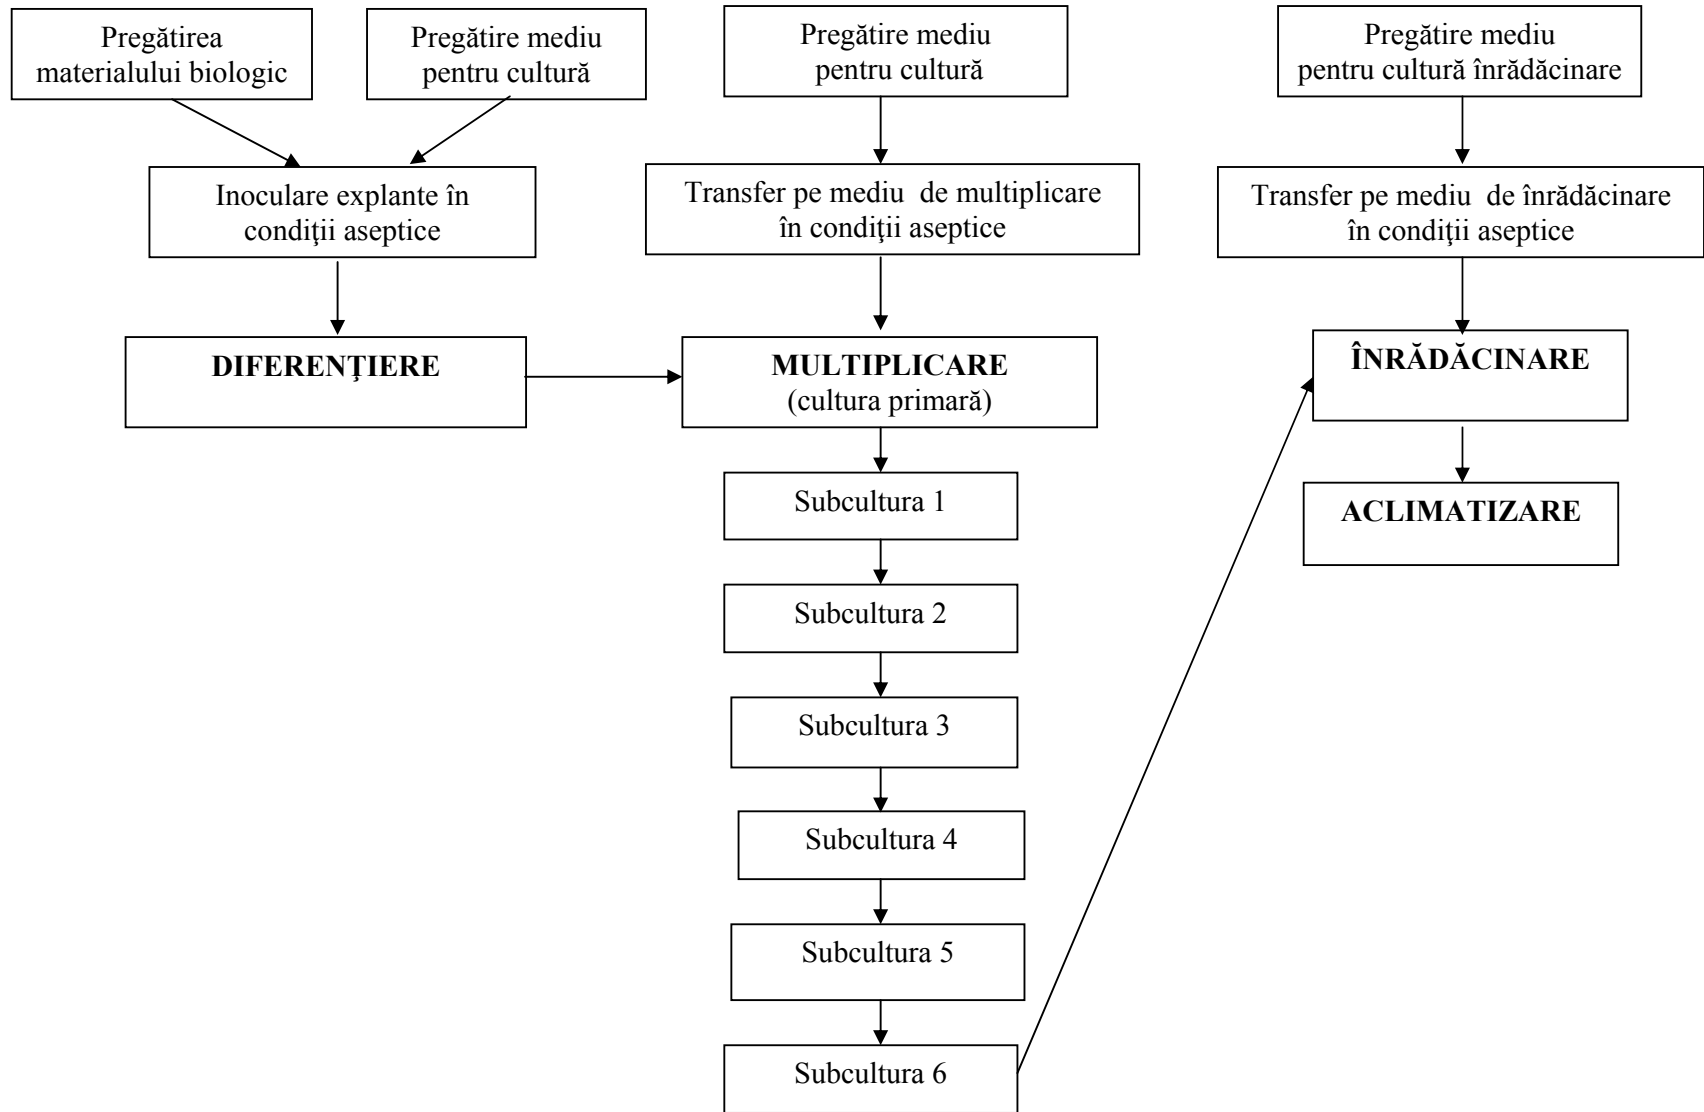 Pregătirea
materialului biologic
Pregătire mediu
pentru cultură
Pregătire mediu
pentru cultură
Pregătire mediu
pentru cultură înrădăcinare
Inoculare explante în
condiţii aseptice
Transfer pe mediu  de multiplicare
în condiţii aseptice
Transfer pe mediu  de înrădăcinare
în condiţii aseptice
DIFERENŢIERE
MULTIPLICARE
(cultura primară)
ÎNRĂDĂCINARE
ACLIMATIZARE
Subcultura 1
Subcultura 2
Subcultura 3
Subcultura 4
Subcultura 5
Subcultura 6